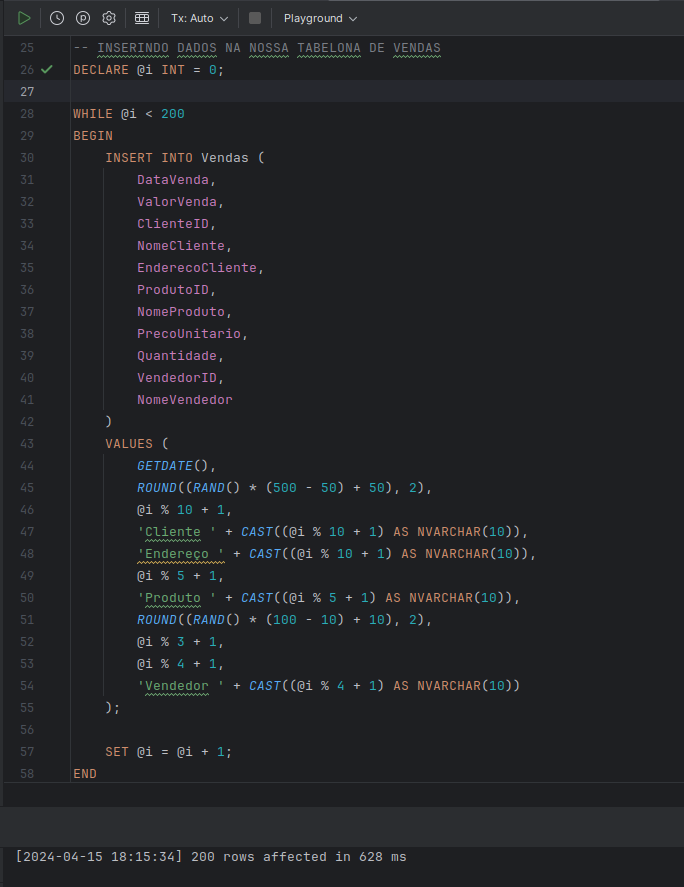 Tx: Auto Playground
25 -- INSERINDO DADOS NA NOSSA TABELONA DE VENDAS
26 DECLARE @i INT = 0;
27
28 WHILE @i < 200
29 BEGIN
30 INSERT INTO Vendas (
31 DataVenda,
32 ValorVenda,
33 ClienteID,
34 NomeCliente,
35 EnderecoCliente,
36 ProdutoID,
37 NomeProduto,
38 PrecoUnitario,
39 Quantidade,
40 VendedorID,
41 NomeVendedor
42 )
43 VALUES (
44 GETDATE(),
45 ROUND((RAND() * (500 - 50) + 50), 2),
46 @i % 10 + 1,
47 'Cliente ' + CAST((@i % 10 + 1) AS NVARCHAR(10)),
48 'Endereço ' + CAST((@i % 10 + 1) AS NVARCHAR(10)),
49 @i % 5 + 1,
50 'Produto ' + CAST((@i % 5 + 1) AS NVARCHAR(10)),
51 ROUND((RAND() * (100 - 10) + 10), 2),
52 @i % 3 + 1,
53 @i % 4 + 1,
54 'Vendedor ' + CAST((@i % 4 + 1) AS NVARCHAR(10))
55 );
56
57 SET @i = @i + 1;
58 END
[2024-04-15 18:15:34] 200 rows affected in 628 ms